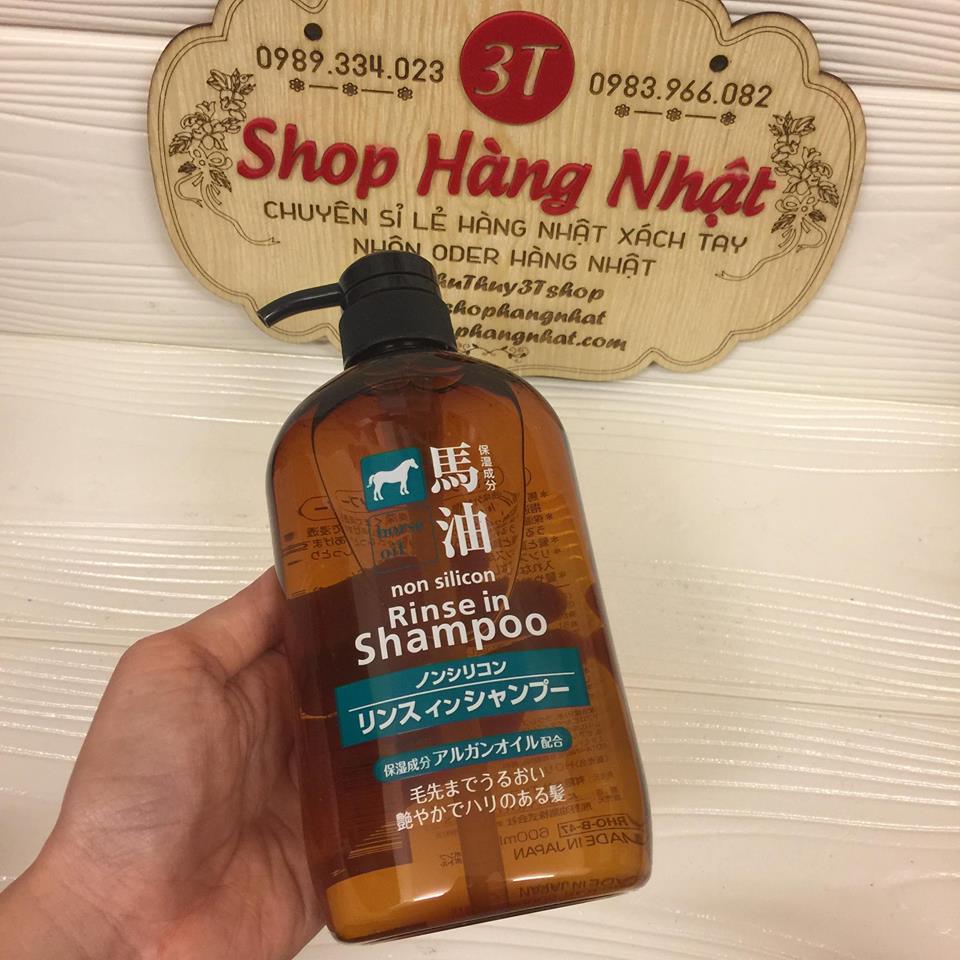 0989.334.023
3T
0983.966.082
Shop Hàng Nhật
CHUYÊN SỈ LẺ HÀNG NHẬT XÁCH TAY
NHẬN ODER HÀNG NHẬT
huThuy3Tshop
shophangnhat
phangnhat.com
馬油
保湿成分
horse
oil
non silicon
Rinse in
Shampoo
ノンシリコン
リンスインシャンプー
保湿成分 アルガンオイル配合
毛先までうるおい
艶やかでハリのある髪
RHO-B-47
600ml
MADE IN JAPAN